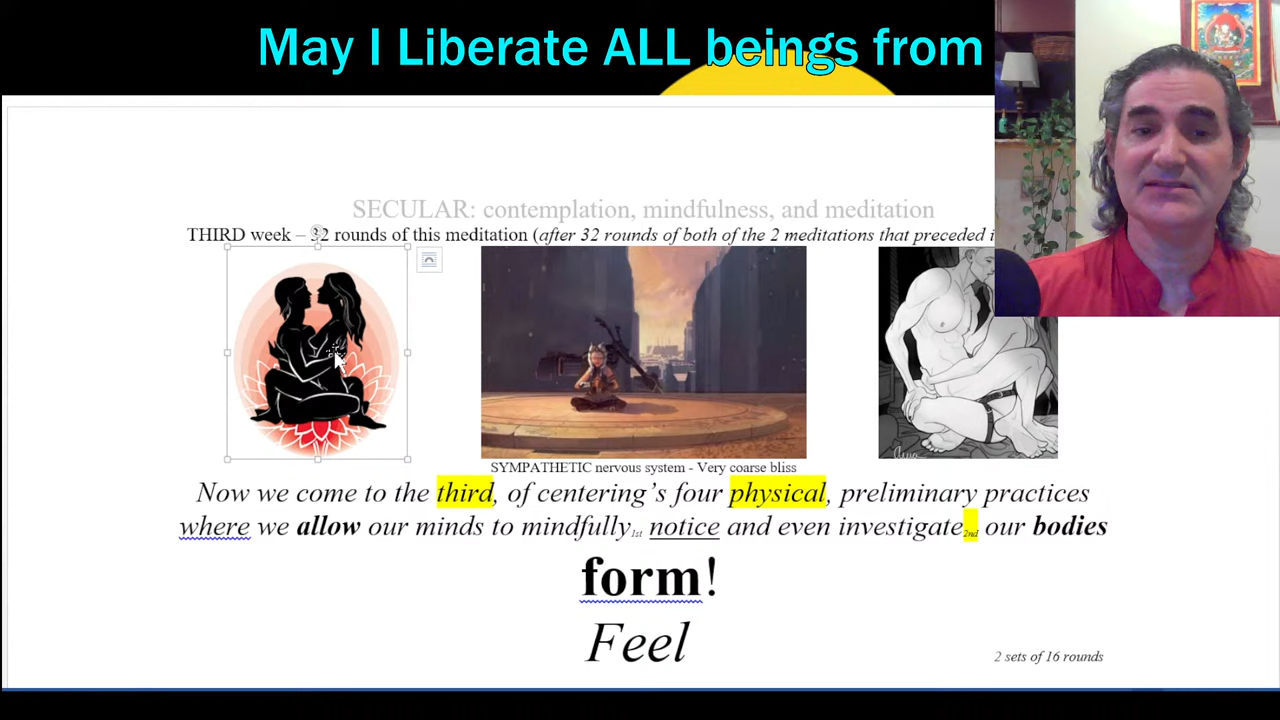 May I Liberate ALL beings from
SECULAR: contemplation, mindfulness, and meditation
THIRD week – 32 rounds of this meditation (after 32 rounds of both of the 2 meditations that preceded
SYMPATHETIC nervous system - Very coarse bliss
Now we come to the third, of centering's four physical, preliminary practices
where we allow our minds to mindfully 1st notice and even investigate 2nd our bodies
form!
Feel
2 sets of 16 rounds